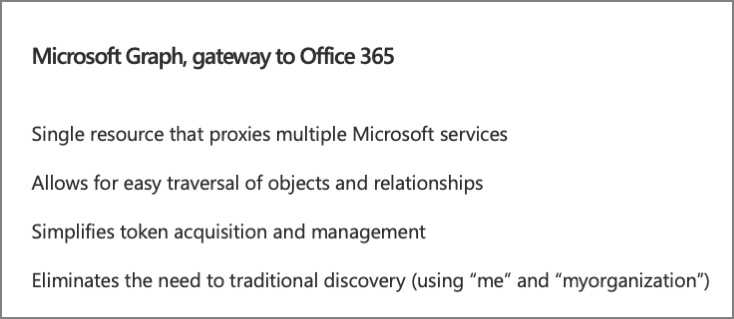 Microsoft Graph, gateway to Office 365
Single resource that proxies multiple Microsoft services
Allows for easy traversal of objects and relationships
Simplifies token acquisition and management
Eliminates the need to traditional discovery (using “me” and “myorganization”)